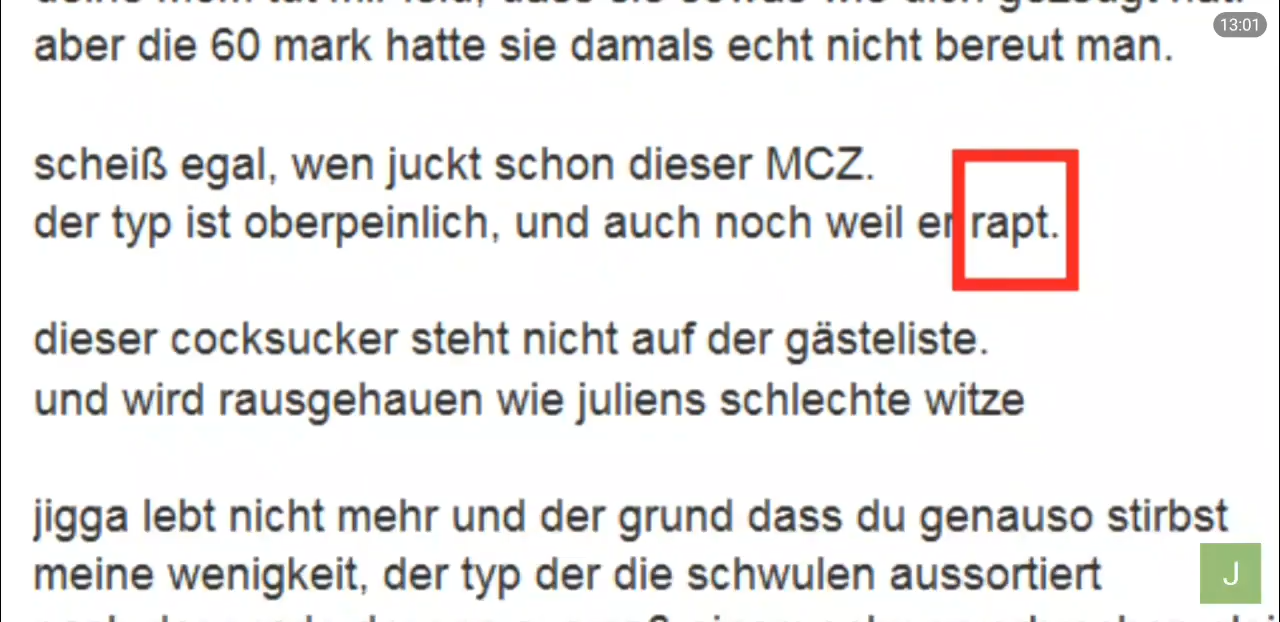 aber die 60 mark hatte sie damals echt nicht bereut man.
13:01
scheiß egal, wen juckt schon dieser MCZ.
der typ ist oberpeinlich, und auch noch weil er rapt.
dieser cocksucker steht nicht auf der gästeliste.
und wird rausgehauen wie juliens schlechte witze
jigga lebt nicht mehr und der grund dass du genauso stirbst
meine wenigkeit, der typ der die schwulen aussortiert
J